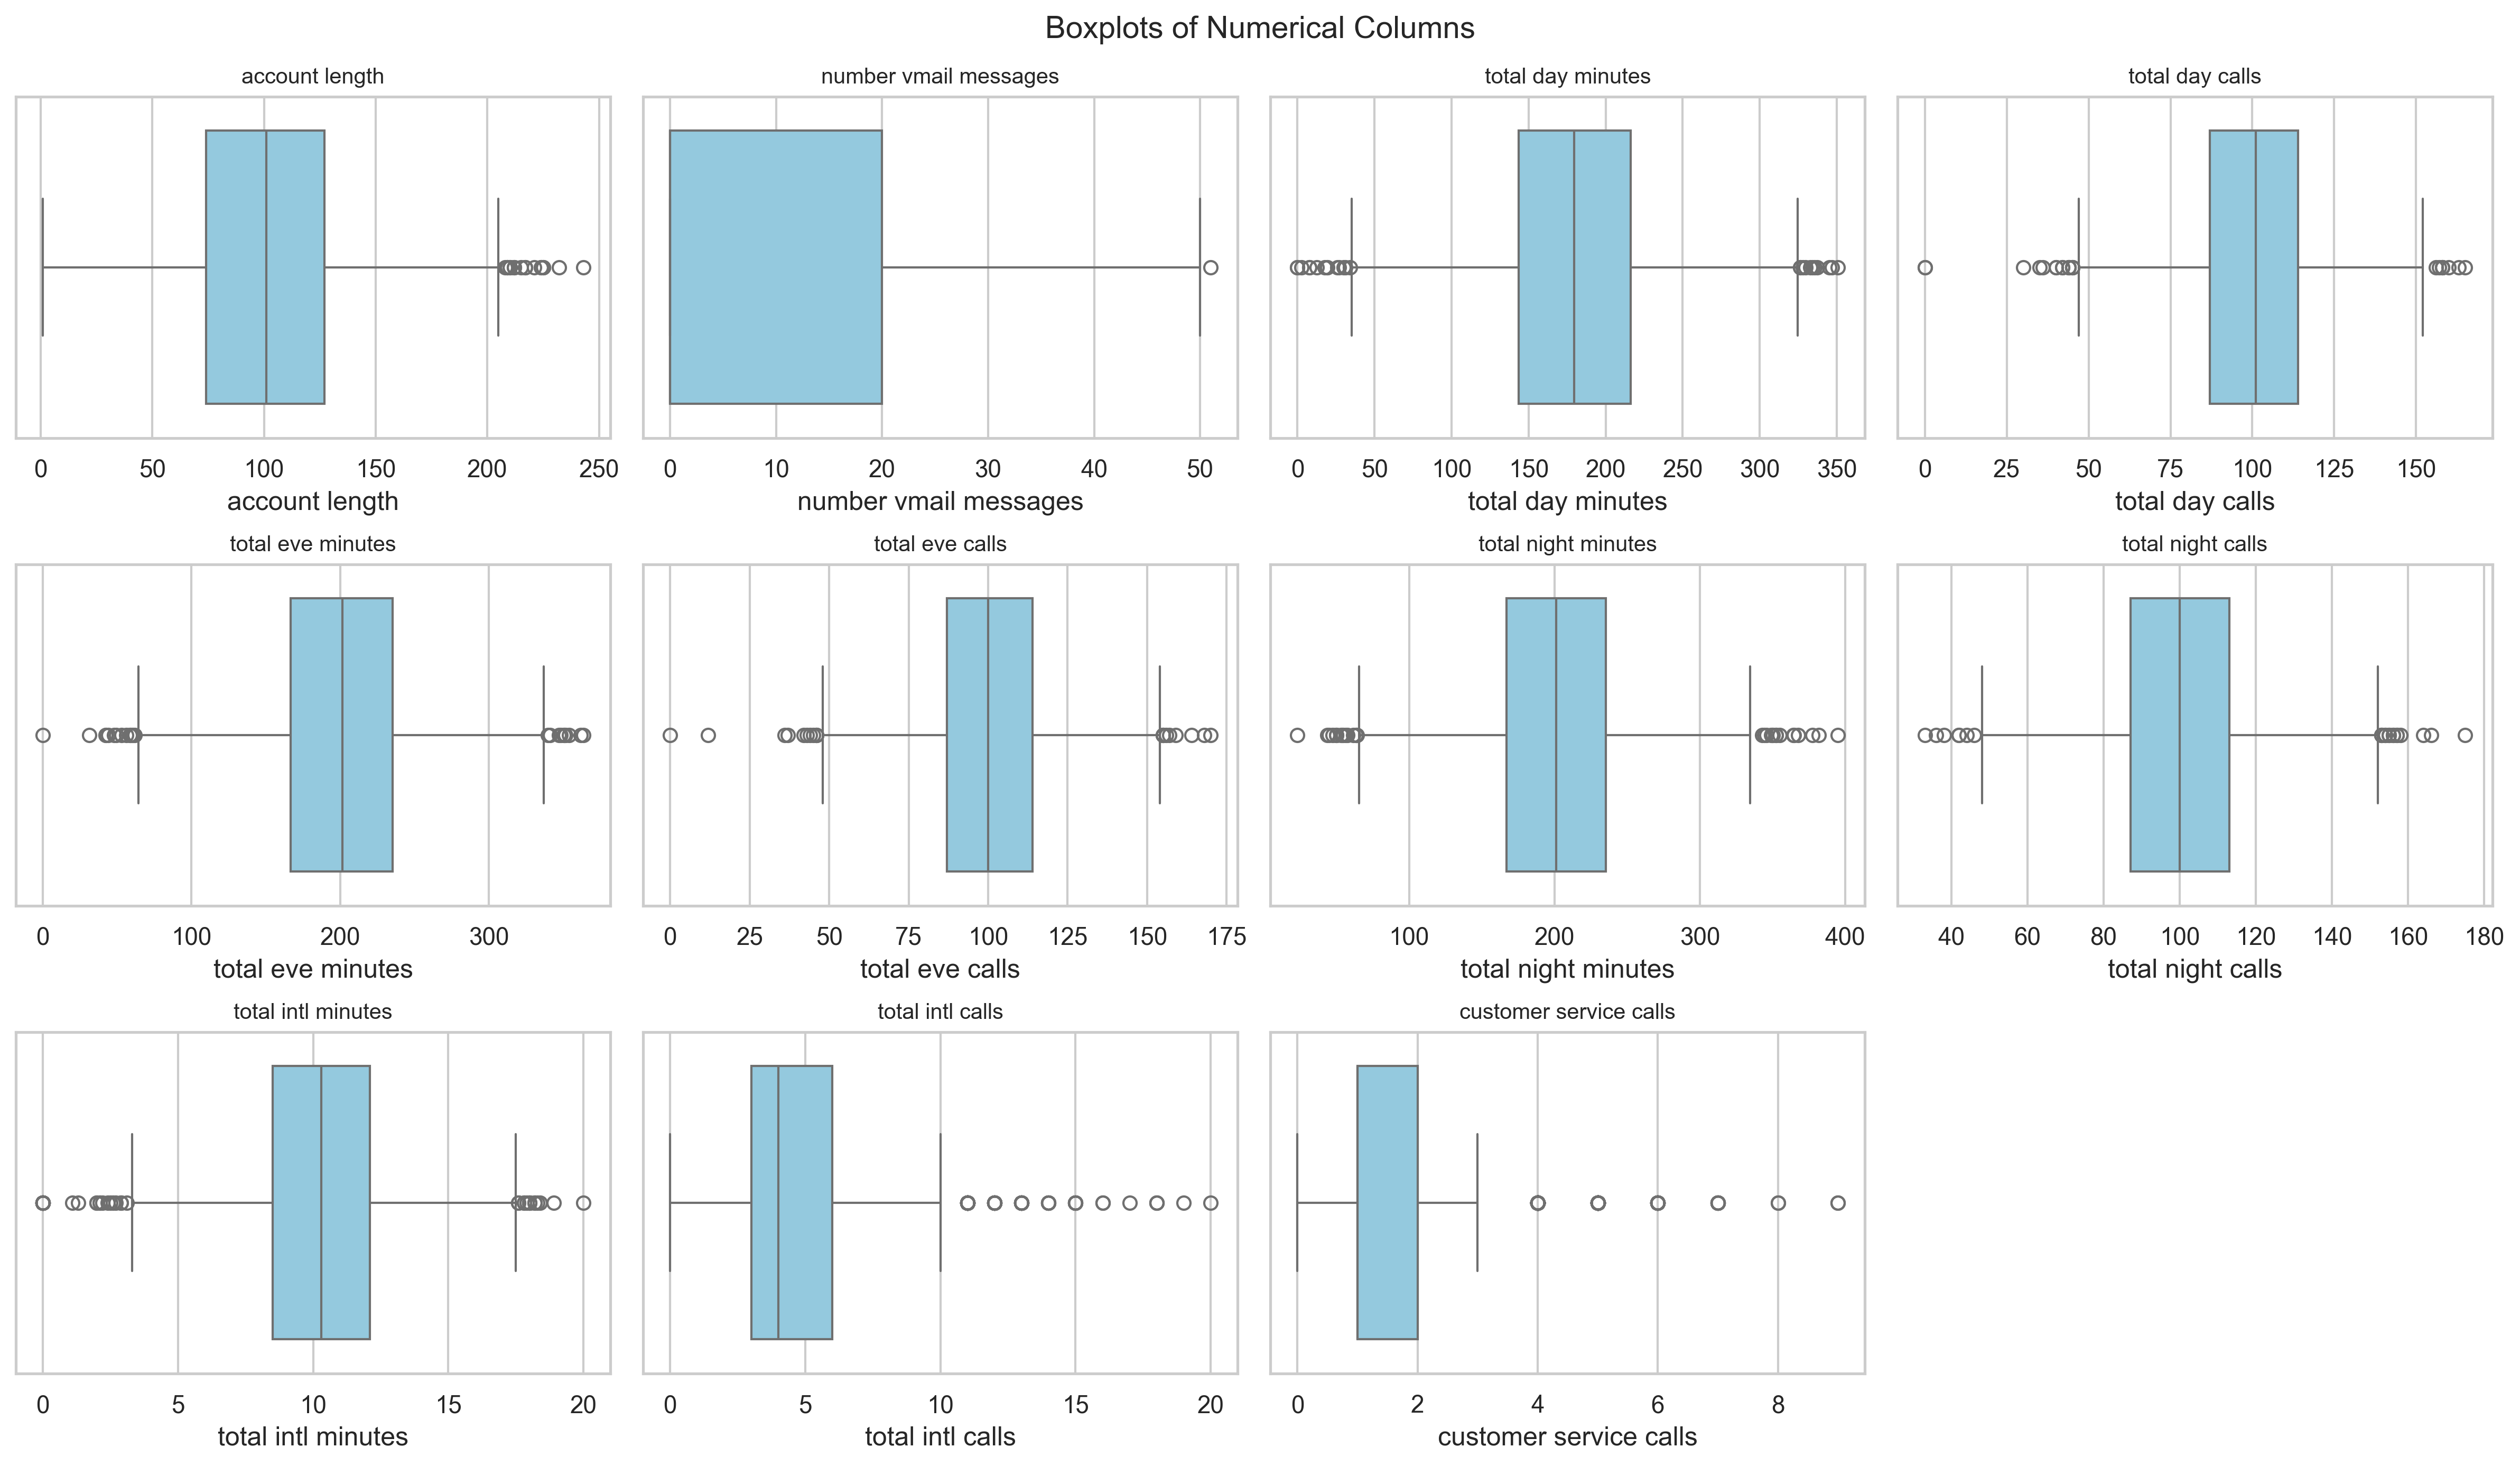 Boxplots of Numerical Columns
account length
number vmail messages
total day minutes
total day calls
0 50 100 150 200 250
0 10 20 30 40 50
0 50 100 150 200 250 300 350
0 25 50 75 100 125 150
account length
number vmail messages
total day minutes
total day calls
total eve minutes
total eve calls
total night minutes
total night calls
0 100 200 300
0 25 50 75 100 125 150 175
100 200 300 400
40 60 80 100 120 140 160 180
total eve minutes
total eve calls
total night minutes
total night calls
total intl minutes
total intl calls
customer service calls
0 5 10 15 20
0 5 10 15 20
0 2 4 6 8
total intl minutes
total intl calls
customer service calls